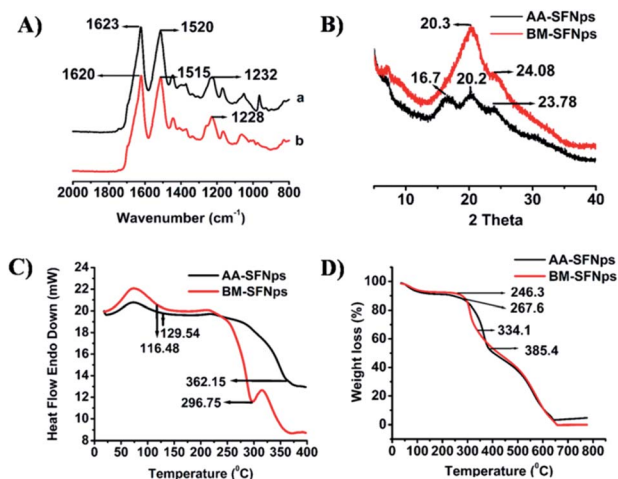 A)
1623
1520
1620
1515
1232
a
1228
b
2000 1800 1600 1400 1200 1000 800
Wavenumber (cm⁻¹)
B)
20.3
AA-SFNps
BM-SFNps
16.7
20.2
24.08
23.78
10 20 30 40
2 Theta
C)
Heat Flow Endo Down (mW)
24
22
20
18
16
14
12
10
8
AA-SFNps
BM-SFNps
129.54
116.48
362.15
296.75
0 50 100 150 200 250 300 350 400
Temperature (⁰C)
D)
Weight loss (%)
100
80
60
40
20
0
AA-SFNps
BM-SFNps
246.3
267.6
334.1
385.4
0 100 200 300 400 500 600 700 800
Temperature (⁰C)